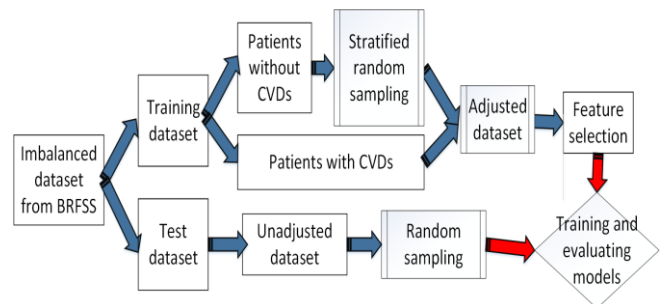 Imbalanced
dataset
from BRFSS
Training
dataset
Patients
without
CVDs
Stratified
random
sampling
Patients with CVDs
Adjusted
dataset
Feature
selection
Test
dataset
Unadjusted
dataset
Random
sampling
Training and
evaluating
models